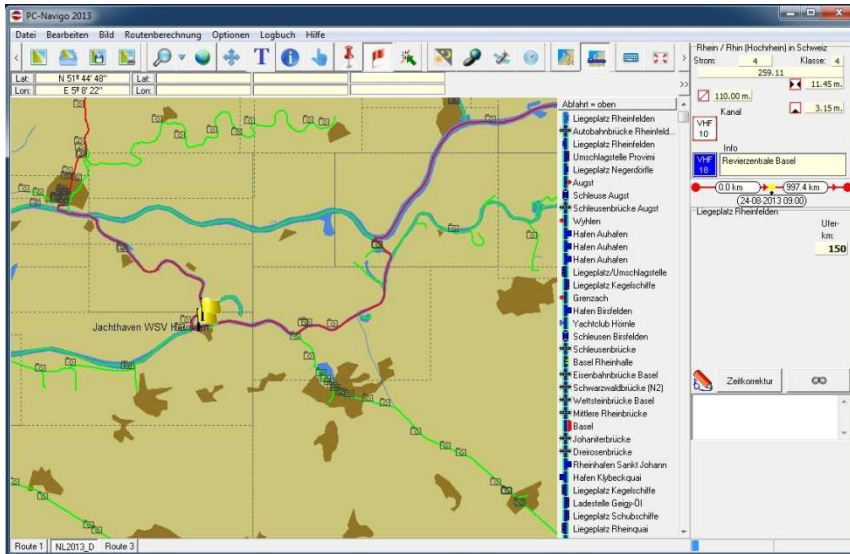 PC-Navigo 2013
Datei Bearbeiten Bild Routenberechnung Optionen Logbuch Hilfe
T
Lat: N 51º 44' 48" Lat:
Lon: E 5º 8' 22" Lon:
Jachthaven WSV
Abfahrt = oben
Liegeplatz Rheinfelden
Autobahnbrücke Rheinfeld...
Liegeplatz Rheinfelden
Umschlagstelle Provimi
Liegeplatz Negerdörfle
Augst
Schleuse Augst
Schleusenbrücke Augst
Wyhlen
Hafen Auhafen
Hafen Auhafen
Hafen Auhafen
Liegeplatz/Umschlagstelle
Liegeplatz Kegelschiffe
Grenzach
Hafen Birsfelden
Yachtclub Hörnle
Schleusen Birsfelden
Schleusenbrücke
Basel Rheinhalle
Eisenbahnbrücke Basel
Schwarzwaldbrücke (N2)
Wettsteinbrücke Basel
Mittlere Rheinbrücke
Basel
Johaniterbrücke
Dreirosenbrücke
Rheinhafen Sankt Johann
Hafen Klybeckquai
Liegeplatz Kegelschiffe
Ladestelle Geigy-Öl
Liegeplatz Schubschiffe
Liegeplatz Rheinquai
Rhein / Rhin (Hochrhein) in Schweiz
Strom: 4 Klasse: 4
259.11
11.45 m.
110.00 m.
3.15 m.
Kanal
VHF
10
Info
VHF
18
Revierzentrale Basel
0.0 km 997.4 km
(24-08-2013 09:00)
Liegeplatz Rheinfelden
Ufer-
km:
150
Zeitkorrektur
Route 1 NL2013_D Route 3